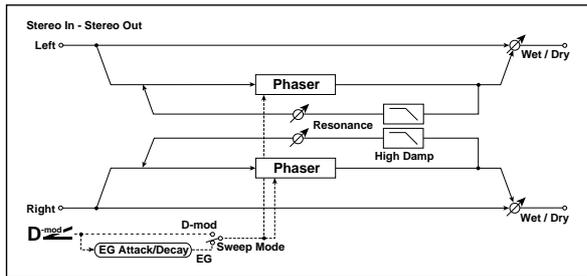 Stereo In - Stereo Out
Left
Wet / Dry
Phaser
Resonance
High Damp
Phaser
Right
Wet / Dry
D-mod
D-mod
EG Attack/Decay
EG
Sweep Mode